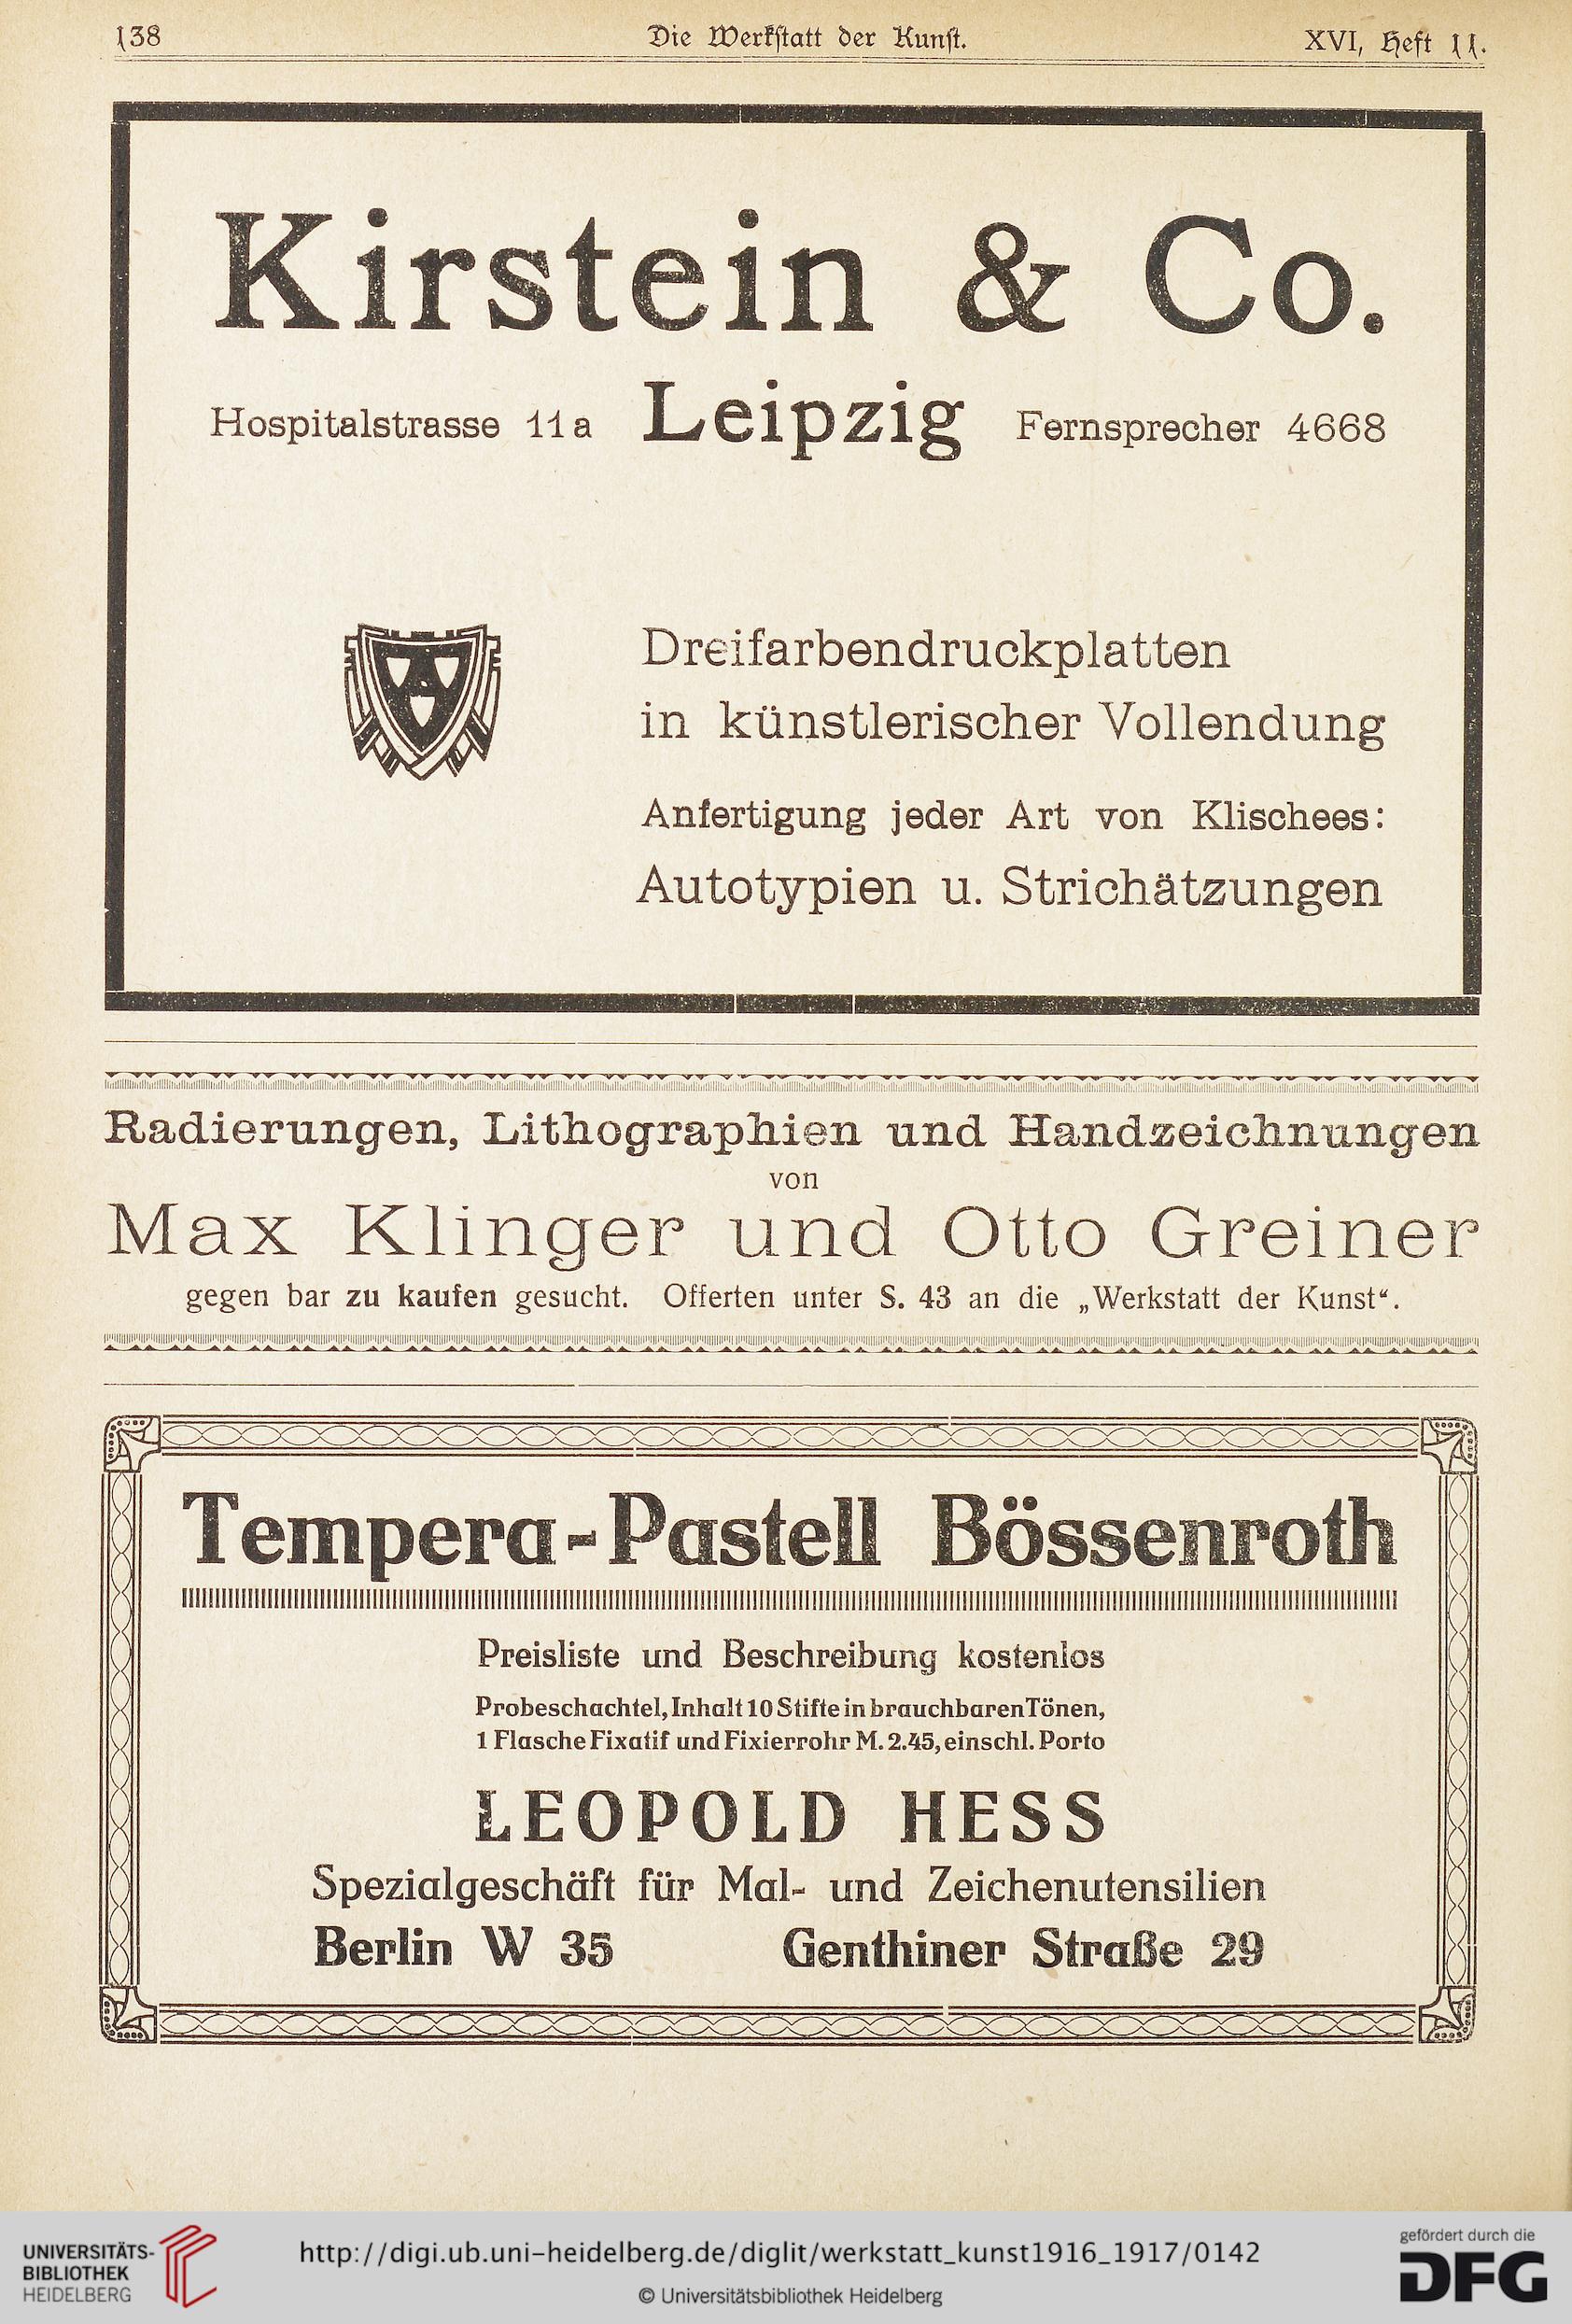 138 Die Werkstatt der Kunst. XVI, Heft 11.
Kirstein & Co.
Hospitalstrasse 11a Leipzig Fernsprecher 4668
Dreifarbendruckplatten
in künstlerischer Vollendung
Anfertigung jeder Art von Klischees:
Autotypien u. Strichätzungen
Radierungen, Lithographien und Handzeichnungen
von
Max Klinger und Otto Greiner
gegen bar zu kaufen gesucht. Offerten unter S. 43 an die „Werkstatt der Kunst“.
Tempera-Pastell Bössenroth
Preisliste und Beschreibung kostenlos
Probeschachtel, Inhalt 10 Stifte in brauchbaren Tönen,
1 Flasche Fixatif und Fixierrohr M. 2.45, einschl. Porto
LEOPOLD HESS
Spezialgeschäft für Mal- und Zeichenutensilien
Berlin W 35 Genthiner Straße 29
UNIVERSITÄTS-
BIBLIOTHEK
HEIDELBERG
http://digi.ub.uni-heidelberg.de/diglit/werkstatt_kunst1916_1917/0142
© Universitätsbibliothek Heidelberg
gefördert durch die
DFG